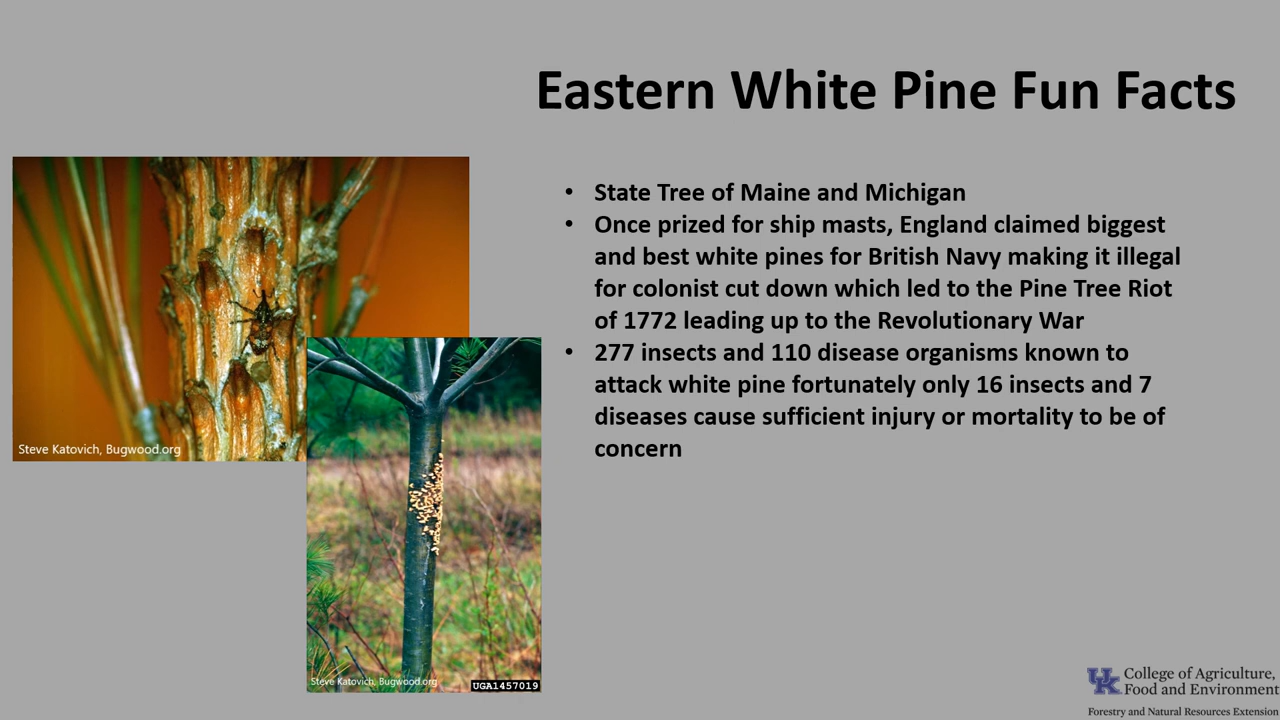 Eastern White Pine Fun Facts
• State Tree of Maine and Michigan
• Once prized for ship masts, England claimed biggest
and best white pines for British Navy making it illegal
for colonist cut down which led to the Pine Tree Riot
of 1772 leading up to the Revolutionary War
• 277 insects and 110 disease organisms known to
attack white pine fortunately only 16 insects and 7
diseases cause sufficient injury or mortality to be of
concern
Steve Katovich, Bugwood.org
Steve Katovich, Bugwood.org
UGA1457019
UK College of Agriculture,
Food and Environment
Forestry and Natural Resources Extension